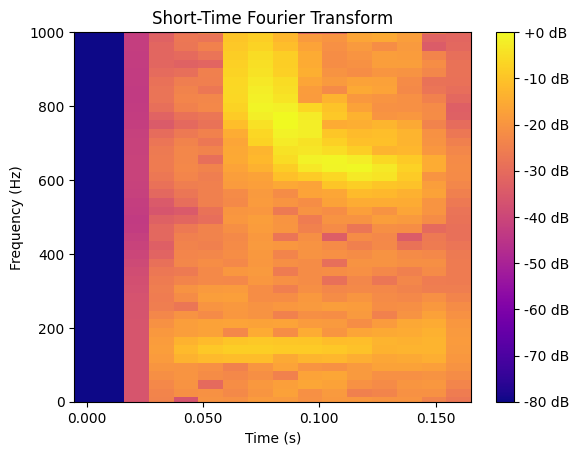 Short-Time Fourier Transform
1000
800
600
400
200
0
Frequency (Hz)
0.000
0.050
0.100
0.150
Time (s)
+0 dB
-10 dB
-20 dB
-30 dB
-40 dB
-50 dB
-60 dB
-70 dB
-80 dB